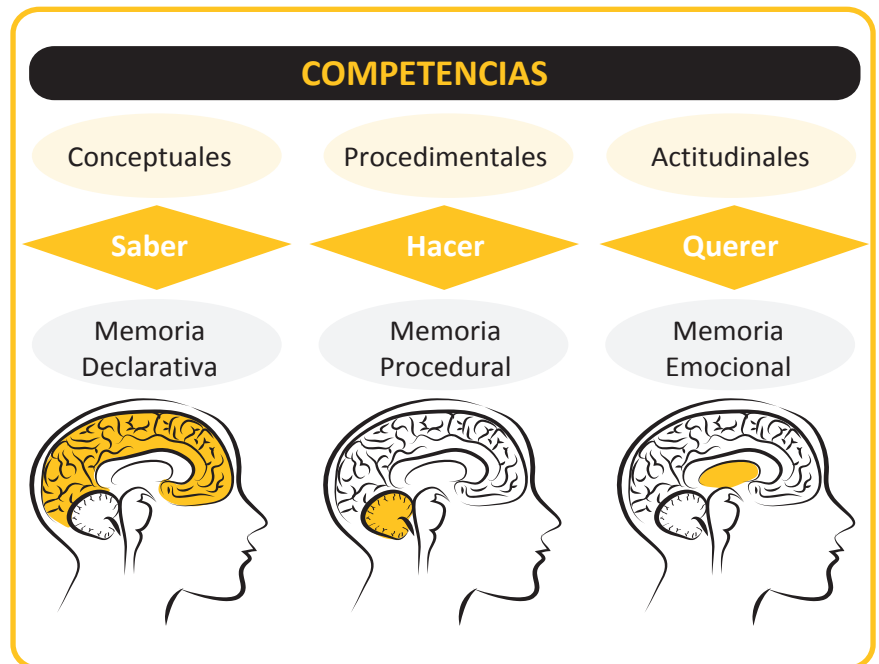 COMPETENCIAS
Conceptuales
Procedimentales
Actitudinales
Saber
Hacer
Querer
Memoria
Declarativa
Memoria
Procedural
Memoria
Emocional